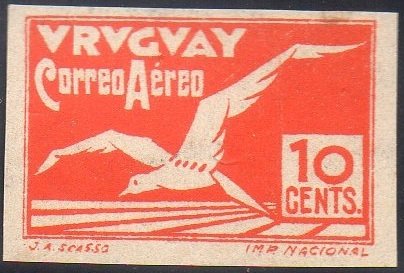 VRVGVAY
Correo Aéreo
10
CENTS.
J. A. SCASSO
IMP. NACIONAL